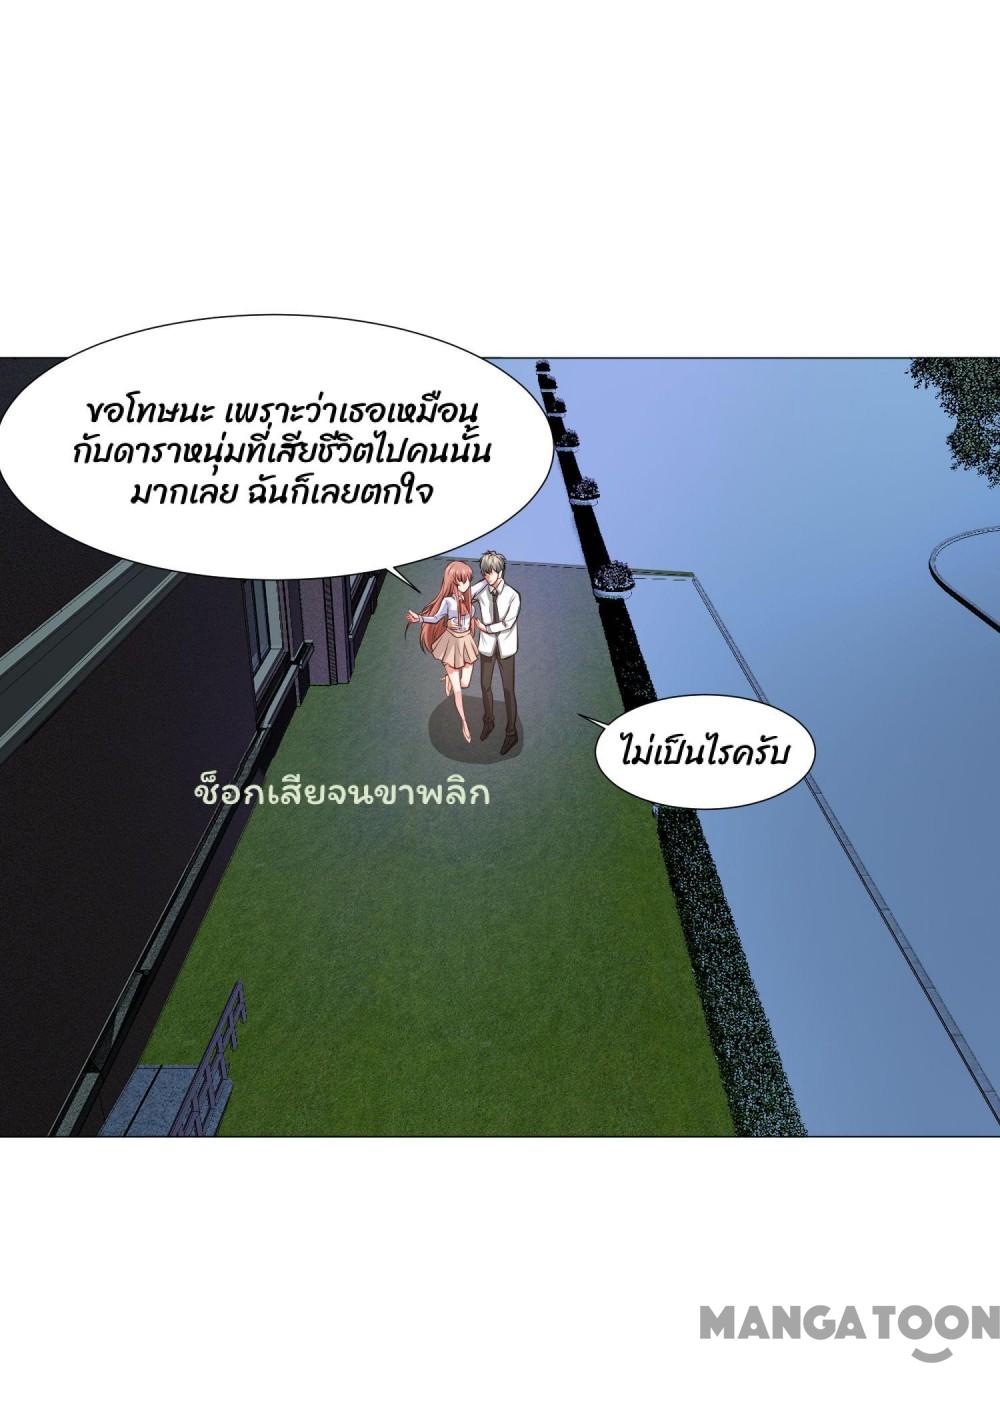 ขอโทษนะ เพราะว่าเธอเหมือน
กับดาราหนุ่มที่เสียชีวิตไปคนนั้น
มากเลย ฉันก็เลยตกใจ
ไม่เป็นไรครับ
ช็อกเสียจนขาพลิก
MANGATOON